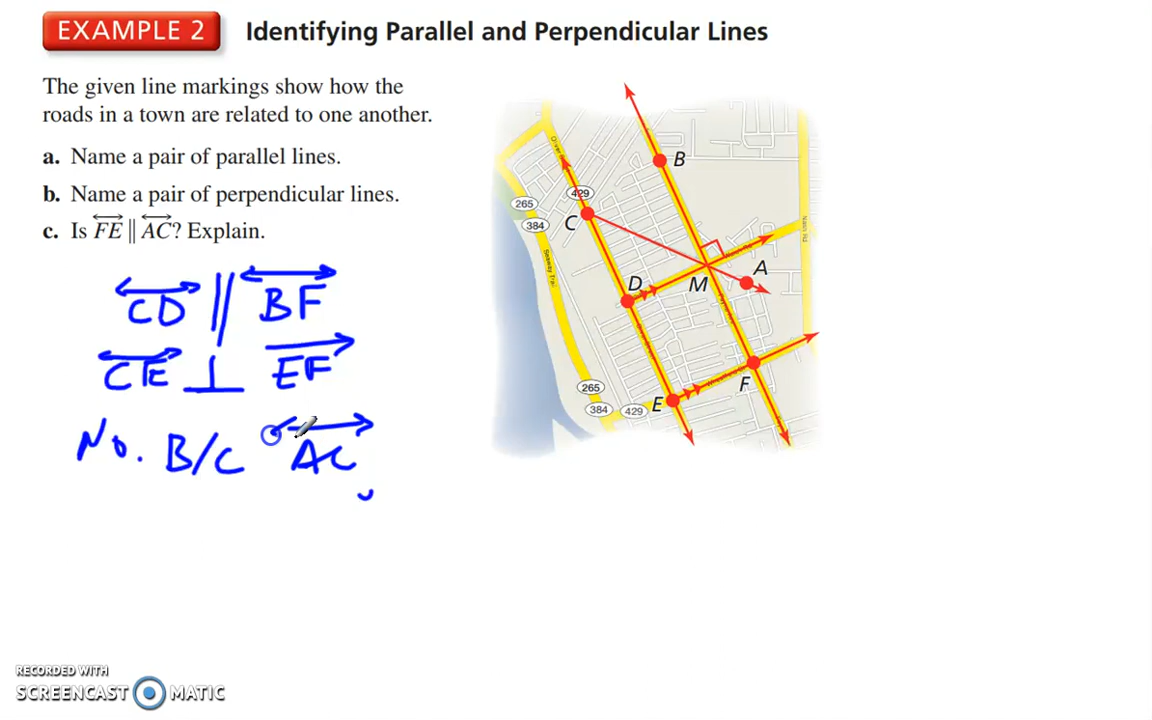 EXAMPLE 2 Identifying Parallel and Perpendicular Lines
The given line markings show how the
roads in a town are related to one another.
a. Name a pair of parallel lines.
b. Name a pair of perpendicular lines.
c. Is FE ∥ AC? Explain.
CD ∥ BF
CE ⊥ EF
No. B/C AC
B
429
265
C
384
A
D
M
265
F
384
429
E
RECORDED WITH
SCREENCAST MATIC